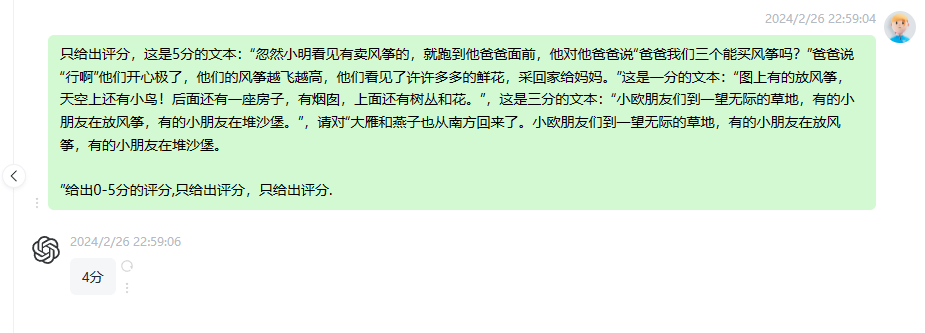 2024/2/26 22:59:04
只给出评分，这是5分的文本：“忽然小明看见有卖风筝的，就跑到他爸爸面前，他对他爸爸说“爸爸我们三个能买风筝吗？”爸爸说
“行啊”他们开心极了，他们的风筝越飞越高，他们看见了许许多多的鲜花，采回家给妈妈。“这是一分的文本：“图上有的放风筝，
天空上还有小鸟！后面还有一座房子，有烟囱，上面还有树丛和花。”，这是三分的文本：“小欧朋友们到一望无际的草地，有的小
朋友在放风筝，有的小朋友在堆沙堡。”，请对“大雁和燕子也从南方回来了。小欧朋友们到一望无际的草地，有的小朋友在放风
筝，有的小朋友在堆沙堡。
“给出0-5分的评分,只给出评分，只给出评分.
2024/2/26 22:59:06
4分